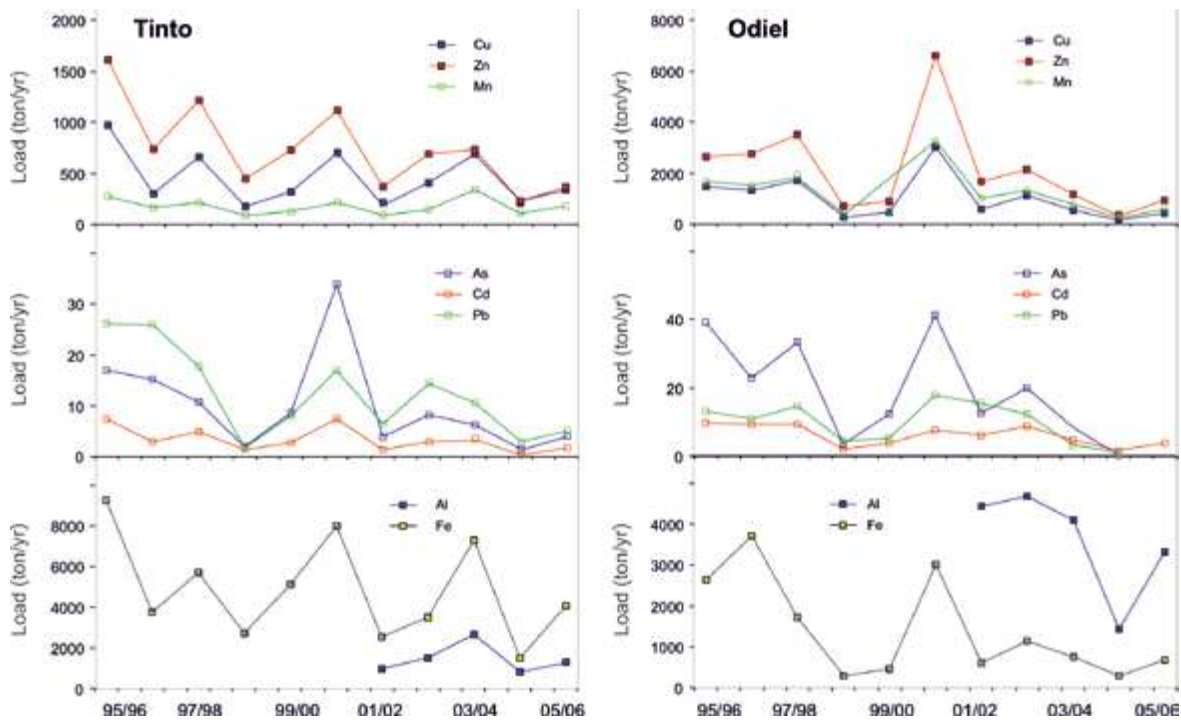 Tinto
2000
1500
1000
500
0
Load (ton/yr)
Cu
Zn
Mn
30
20
10
0
Load (ton/yr)
As
Cd
Pb
8000
6000
4000
2000
0
Load (ton/yr)
Al
Fe
95/96 97/98 99/00 01/02 03/04 05/06
Odiel
8000
6000
4000
2000
0
Load (ton/yr)
Cu
Zn
Mn
40
20
0
Load (ton/yr)
As
Cd
Pb
4000
3000
2000
1000
0
Load (ton/yr)
Al
Fe
95/96 97/98 99/00 01/02 03/04 05/06